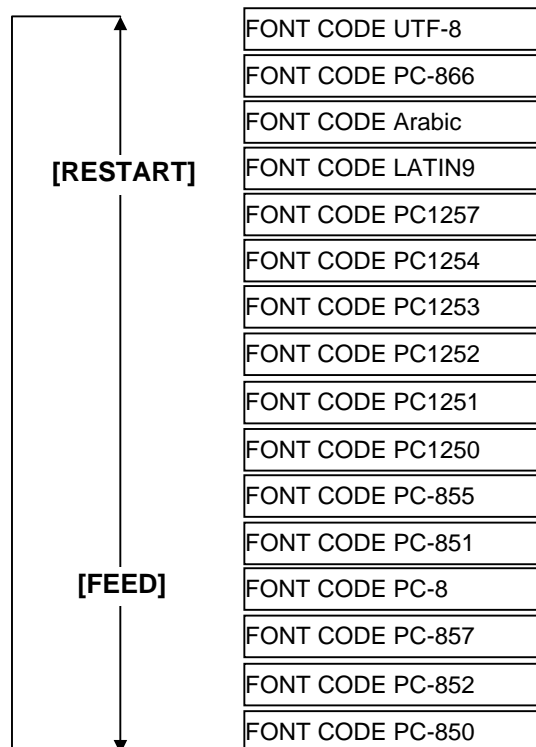 FONT CODE UTF-8
FONT CODE PC-866
FONT CODE Arabic
[RESTART]
FONT CODE LATIN9
FONT CODE PC1257
FONT CODE PC1254
FONT CODE PC1253
FONT CODE PC1252
FONT CODE PC1251
FONT CODE PC1250
FONT CODE PC-855
FONT CODE PC-851
[FEED]
FONT CODE PC-8
FONT CODE PC-857
FONT CODE PC-852
FONT CODE PC-850